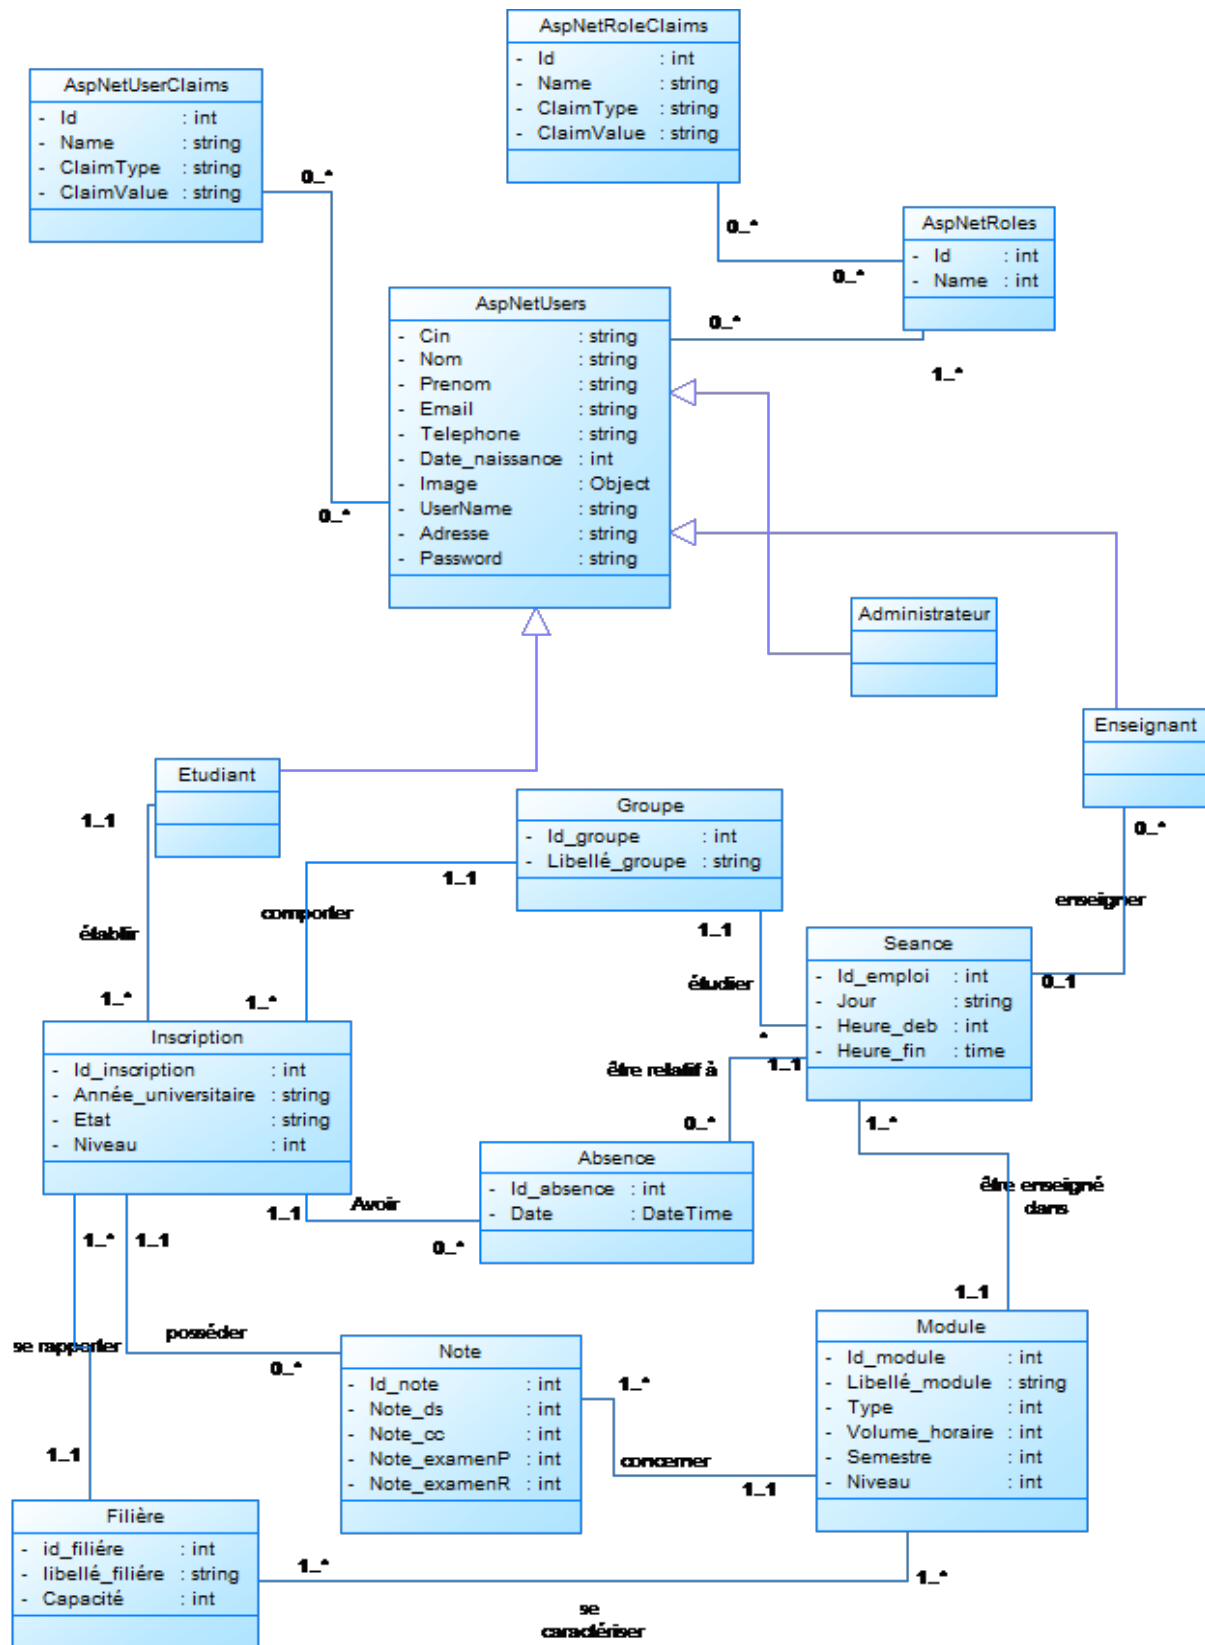 AspNetRoleClaims
- Id : int
- Name : string
- ClaimType : string
- ClaimValue : string
AspNetUserClaims
- Id : int
- Name : string
- ClaimType : string
- ClaimValue : string
0..*
0..*
0..*
AspNetRoles
- Id : int
- Name : int
AspNetUsers
- Cin : string
- Nom : string
- Prenom : string
- Email : string
- Telephone : string
- Date_naissance : int
- Image : Object
- UserName : string
- Adresse : string
- Password : string
0..*
1..*
0..*
Administrateur
Enseignant
0..*
Etudiant
1..1
Groupe
- Id_groupe : int
- Libellé_groupe : string
1..1
comporter
établir
1..*
1..*
1..1
étudier
*
enseigner
0..1
Seance
- Id_emploi : int
- Jour : string
- Heure_deb : int
- Heure_fin : time
Inscription
- Id_inscription : int
- Année_universitaire : string
- Etat : string
- Niveau : int
être relatif à
1..1
0..*
1..*
Absence
- Id_absence : int
- Date : DateTime
Avoir
1..1
0..*
être enseigné
dans
1..1
1..*
1..1
se rapporter
posséder
0..*
1..1
Note
- Id_note : int
- Note_ds : int
- Note_cc : int
- Note_examenP : int
- Note_examenR : int
1..*
concerner
1..1
Module
- Id_module : int
- Libellé_module : string
- Type : int
- Volume_horaire : int
- Semestre : int
- Niveau : int
Filière
- id_filiére : int
- libellé_filiére : string
- Capacité : int
1..*
1..*
se
caractériser